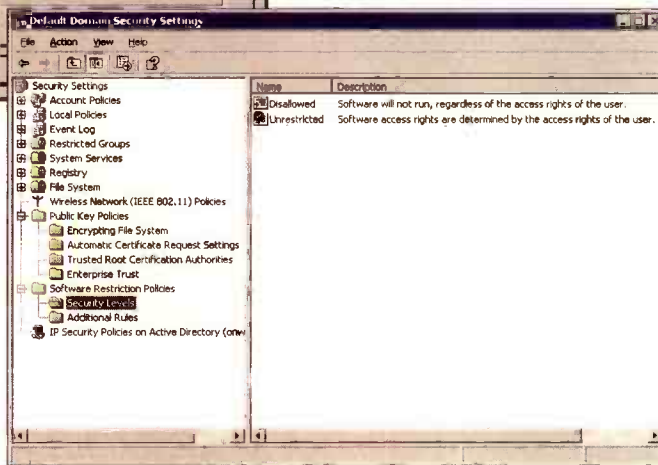 Default Domain Security Settings
File Action View Help
Security Settings
Account Policies
Local Policies
Event Log
Restricted Groups
System Services
Registry
File System
Wireless Network (IEEE 802.11) Policies
Public Key Policies
Encrypting File System
Automatic Certificate Request Settings
Trusted Root Certification Authorities
Enterprise Trust
Software Restriction Policies
Security Levels
Additional Rules
IP Security Policies on Active Directory (onw
Name Description
Disallowed Software will not run, regardless of the access rights of the user.
Unrestricted Software access rights are determined by the access rights of the user.